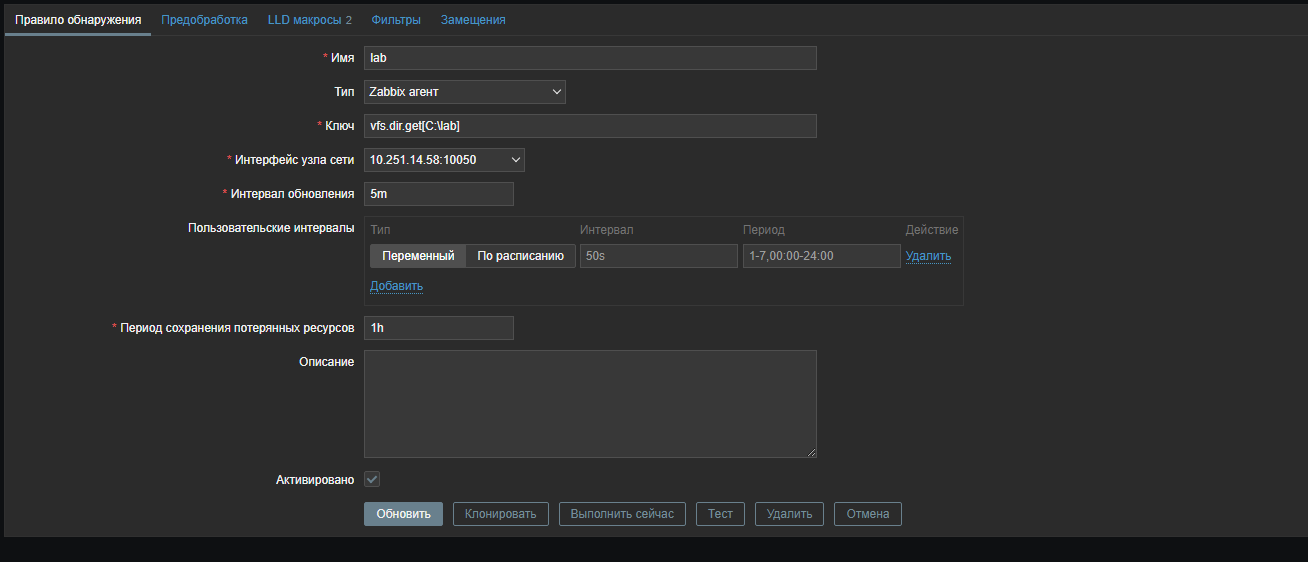 Правило обнаружения Предобработка LLD макросы 2 Фильтры Замещения
* Имя lab
Тип Zabbix агент
* Ключ vfs.dir.get[C:\lab]
* Интерфейс узла сети 10.251.14.58:10050
* Интервал обновления 5m
Пользовательские интервалы Тип Интервал Период Действие
Переменный По расписанию 50s 1-7,00:00-24:00 Удалить
Добавить
* Период сохранения потерянных ресурсов 1h
Описание
Активировано
Обновить Клонировать Выполнить сейчас Тест Удалить Отмена